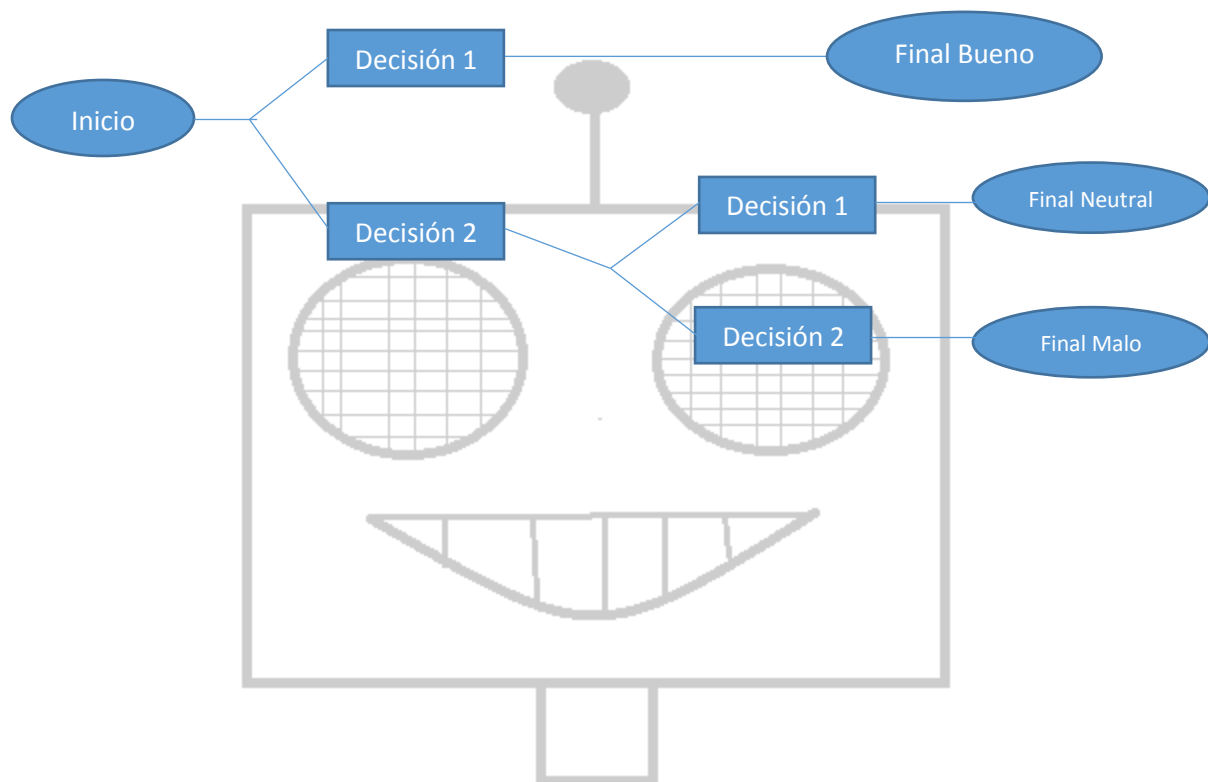 Decisión 1
Final Bueno
Inicio
Decisión 1
Final Neutral
Decisión 2
Decisión 2
Final Malo